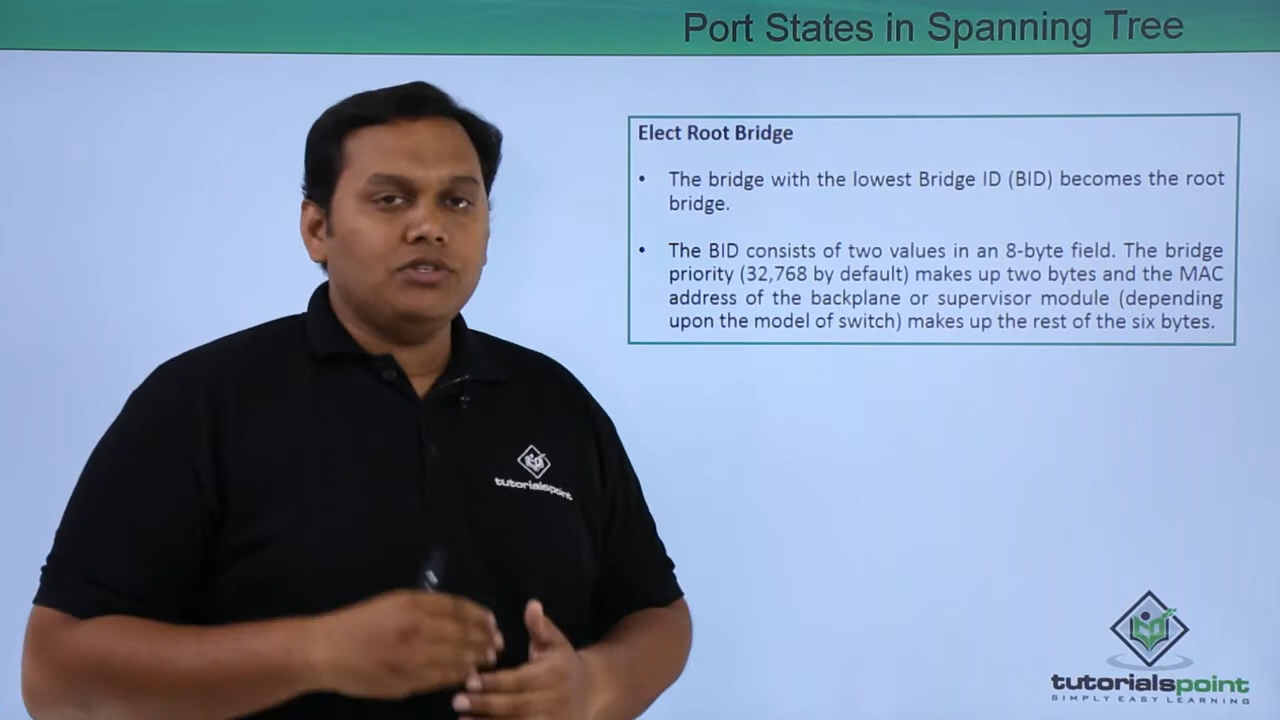 Port States in Spanning Tree
Elect Root Bridge
• The bridge with the lowest Bridge ID (BID) becomes the root
bridge.
• The BID consists of two values in an 8-byte field. The bridge
priority (32,768 by default) makes up two bytes and the MAC
address of the backplane or supervisor module (depending
upon the model of switch) makes up the rest of the six bytes.
tutorialspoint
tutorialspoint
SIMPLY EASY LEARNING